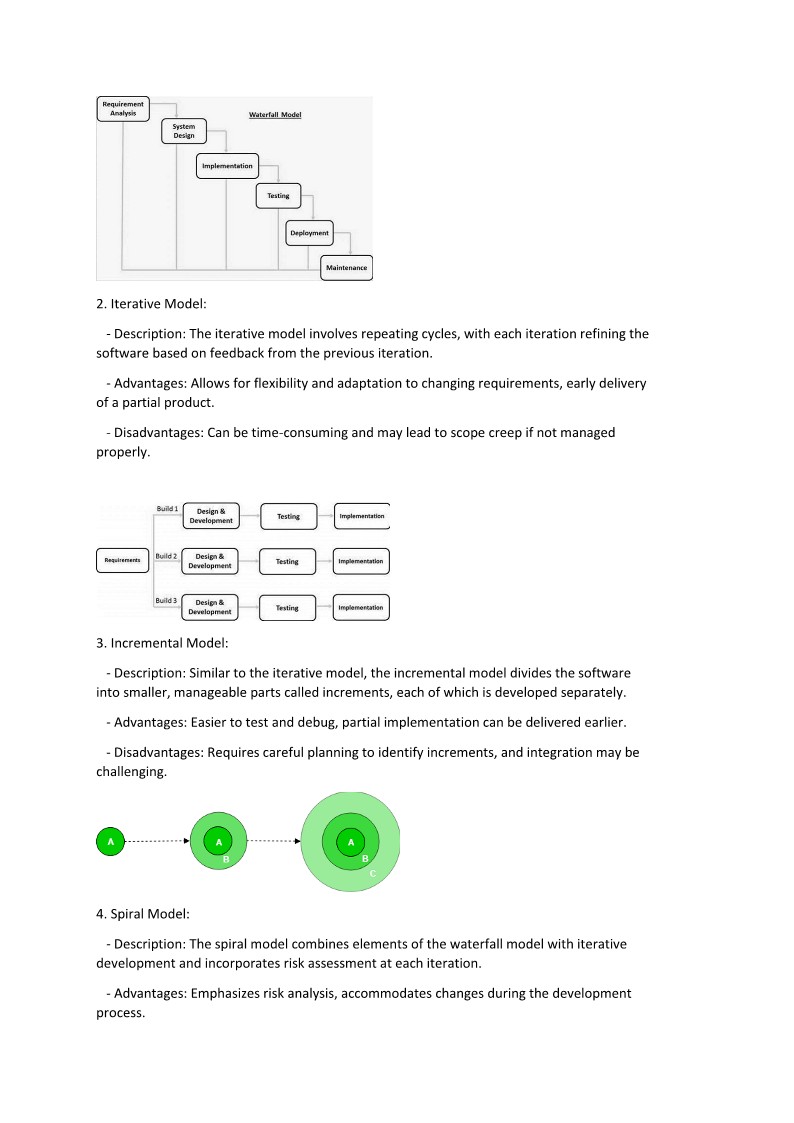 Requirement
Analysis
Waterfall Model
System
Design
Implementation
Testing
Deployment
Maintenance
2. Iterative Model:
- Description: The iterative model involves repeating cycles, with each iteration refining the
software based on feedback from the previous iteration.
- Advantages: Allows for flexibility and adaptation to changing requirements, early delivery
of a partial product.
- Disadvantages: Can be time-consuming and may lead to scope creep if not managed
properly.
Build 1
Design &
Development
Testing
Implementation
Requirements
Build 2
Design &
Development
Testing
Implementation
Build 3
Design &
Development
Testing
Implementation
3. Incremental Model:
- Description: Similar to the iterative model, the incremental model divides the software
into smaller, manageable parts called increments, each of which is developed separately.
- Advantages: Easier to test and debug, partial implementation can be delivered earlier.
- Disadvantages: Requires careful planning to identify increments, and integration may be
challenging.
A
A
B
A
B
C
4. Spiral Model:
- Description: The spiral model combines elements of the waterfall model with iterative
development and incorporates risk assessment at each iteration.
- Advantages: Emphasizes risk analysis, accommodates changes during the development
process.